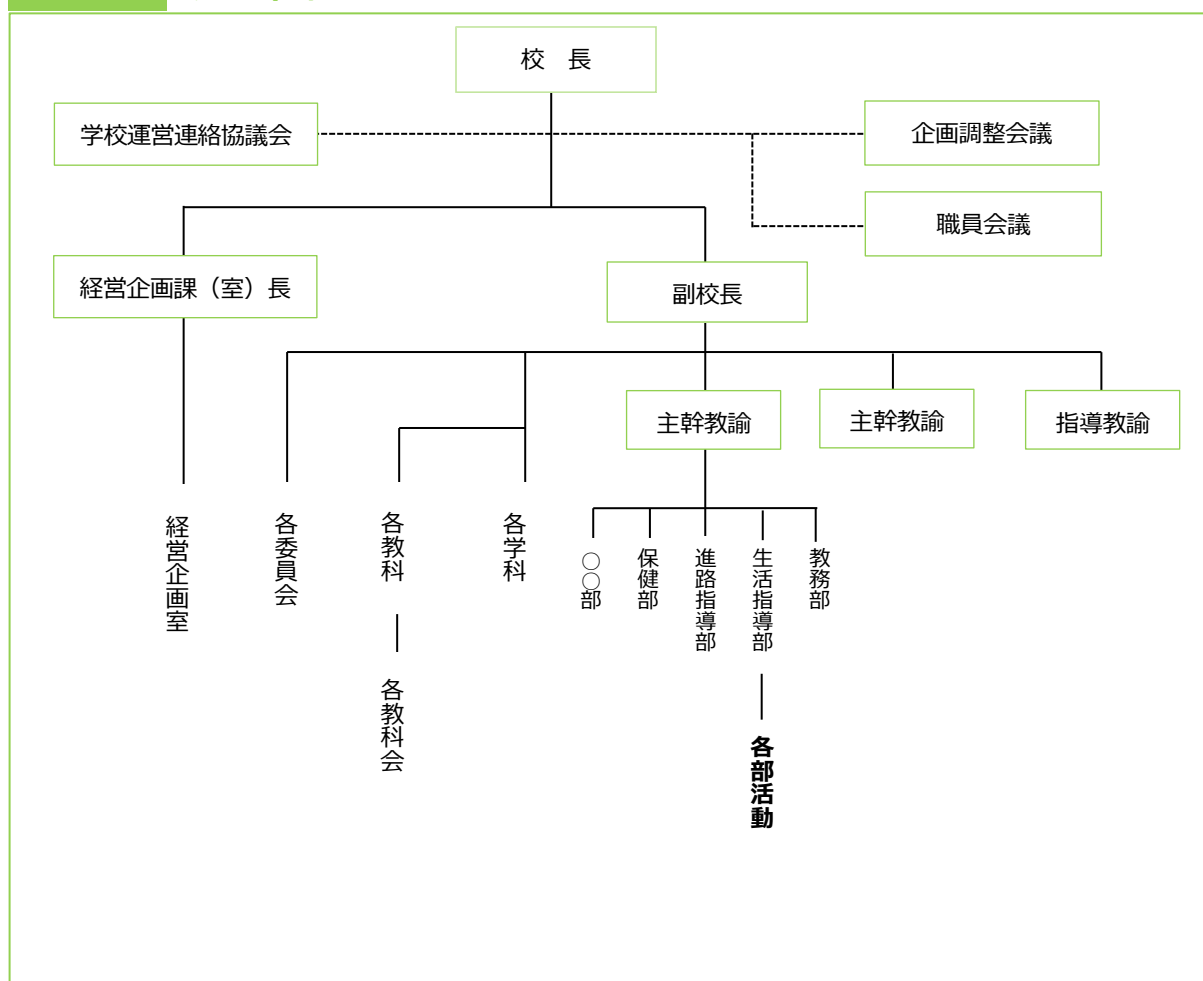 校　長
学校運営連絡協議会
企画調整会議
職員会議
経営企画課（室）長
副校長
主幹教諭
主幹教諭
指導教諭
経営企画室
各委員会
各教科
各学科
○○部
保健部
進路指導部
生活指導部
教務部
各教科会
各部活動